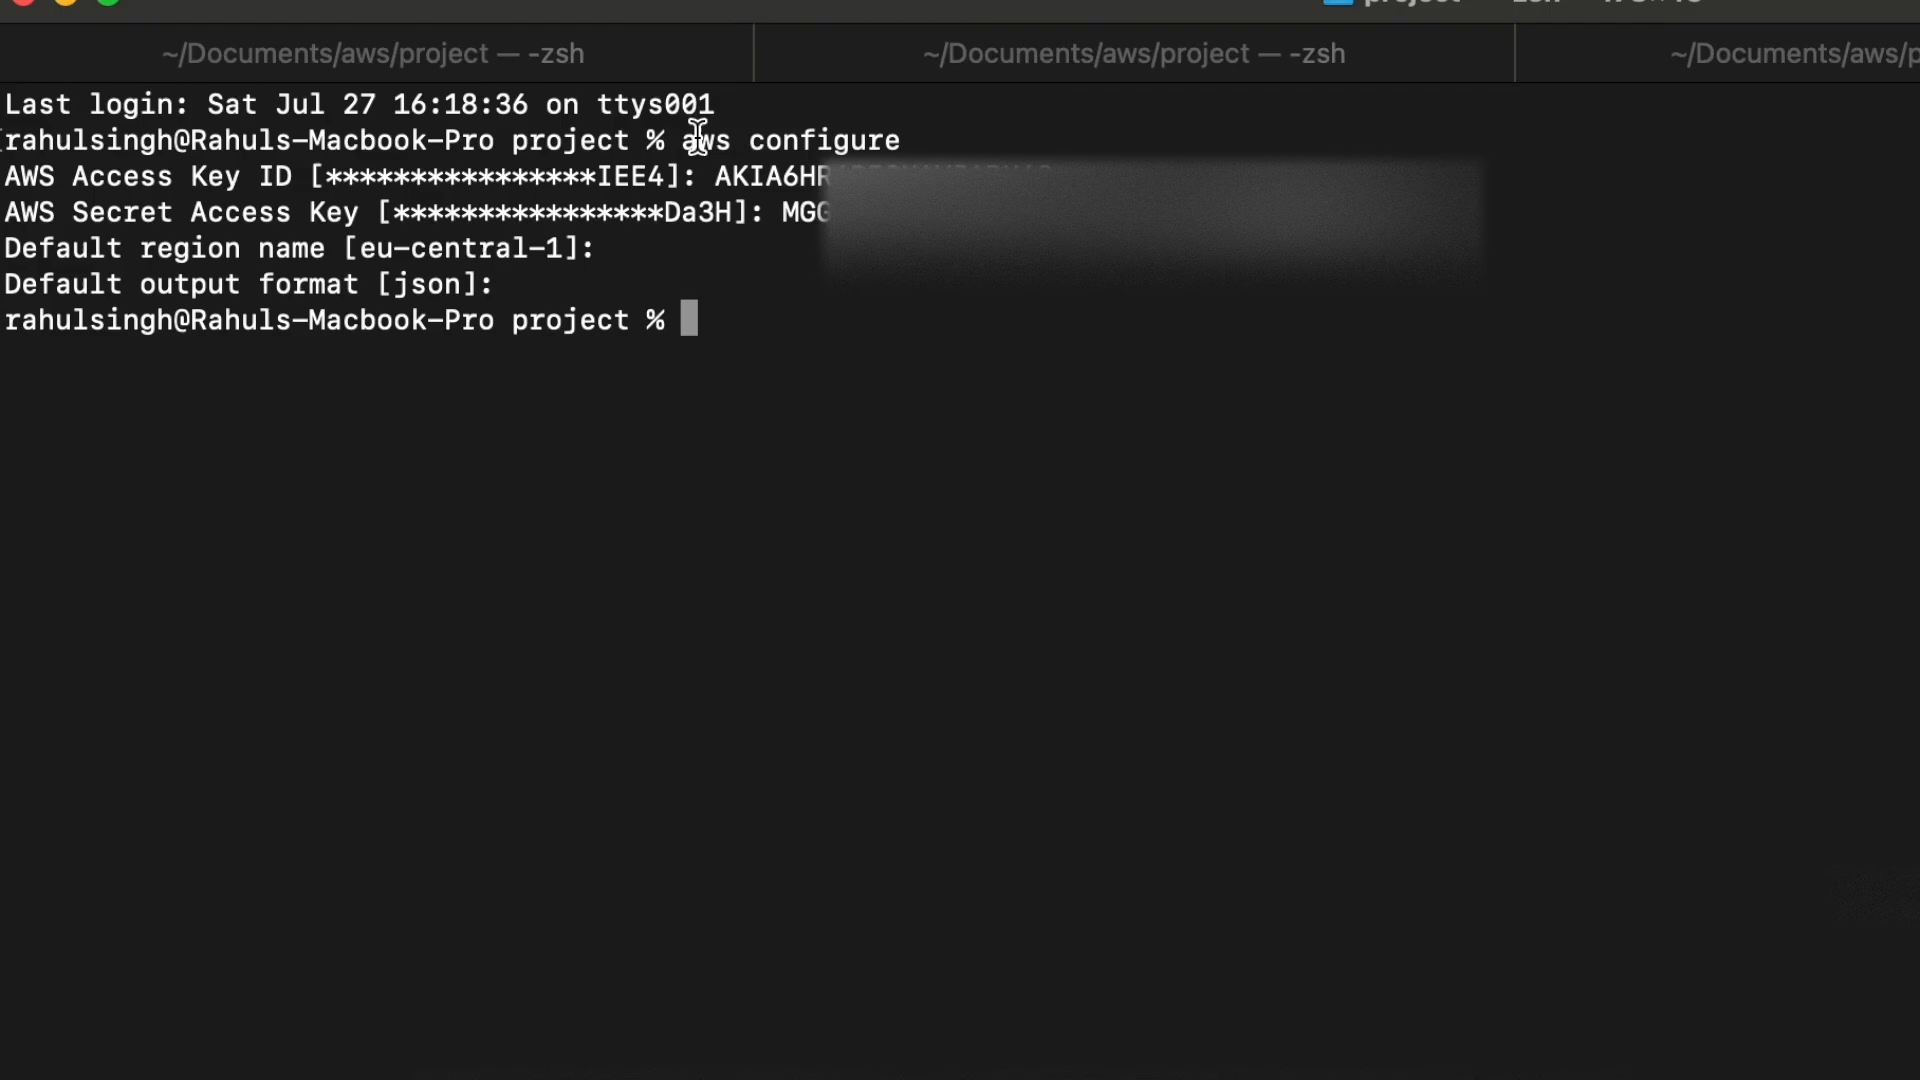 ~/Documents/aws/project — -zsh
~/Documents/aws/project — -zsh
~/Documents/aws/p
Last login: Sat Jul 27 16:18:36 on ttys001
rahulsingh@Rahuls-Macbook-Pro project % aws configure
AWS Access Key ID [****************IEE4]: AKIA6HR
AWS Secret Access Key [****************Da3H]: MGG
Default region name [eu-central-1]:
Default output format [json]:
rahulsingh@Rahuls-Macbook-Pro project %